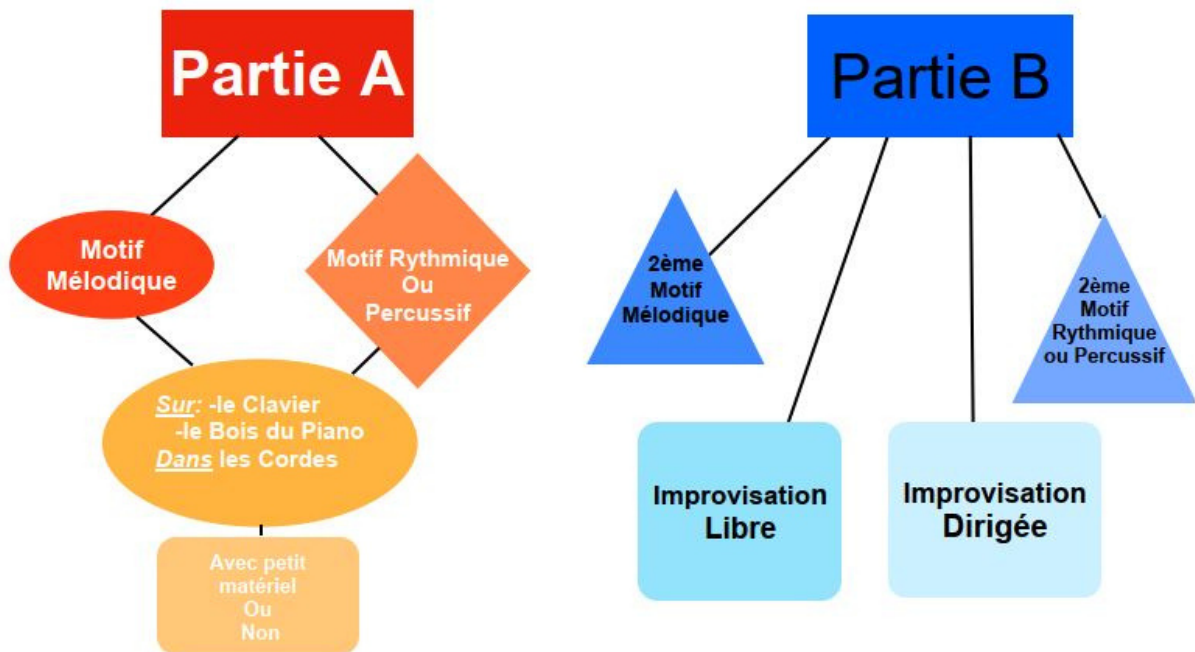 Partie A
Motif
Mélodique
Motif Rythmique
Ou
Percussif
Sur: -le Clavier
-le Bois du Piano
Dans les Cordes
Avec petit
matériel
Ou
Non
Partie B
2ème
Motif
Mélodique
2ème
Motif
Rythmique
ou Percussif
Improvisation
Libre
Improvisation
Dirigée